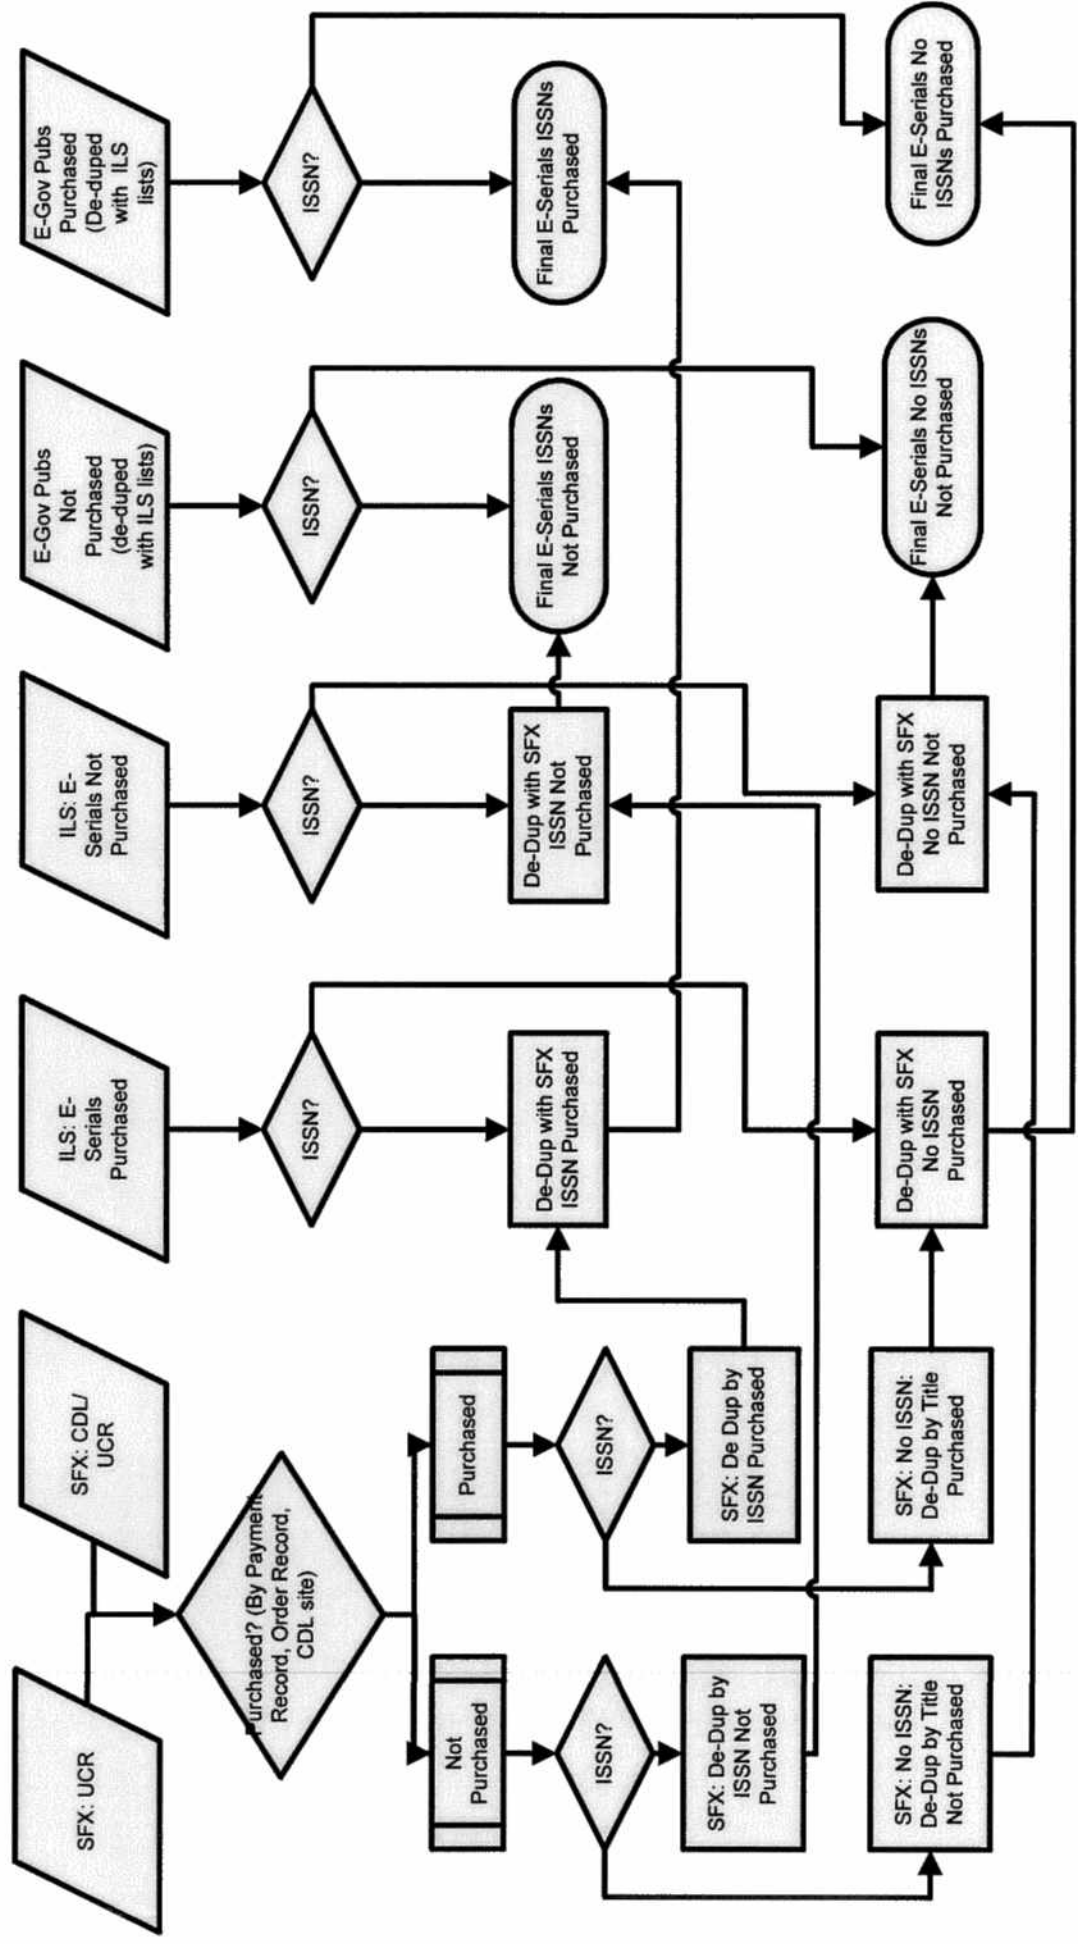 SFX: UCR
SFX: CDL/
UCR
ILS: E-
Serials
Purchased
ILS: E-
Serials Not
Purchased
E-Gov Pubs
Not
Purchased
(de-duped
with ILS lists)
E-Gov Pubs
Purchased
(De-duped
with ILS
lists)
Purchased? (By Payment
Record, Order Record,
CDL site)
ISSN?
ISSN?
ISSN?
ISSN?
Not
Purchased
Purchased
ISSN?
ISSN?
De-Dup with SFX
ISSN Purchased
De-Dup with SFX
ISSN Not
Purchased
Final E-Serials ISSNs
Not Purchased
Final E-Serials ISSNs
Purchased
SFX: De-Dup by
ISSN Not
Purchased
SFX: De Dup by
ISSN Purchased
SFX: No ISSN:
De-Dup by Title
Not Purchased
SFX: No ISSN:
De-Dup by Title
Purchased
De-Dup with SFX
No ISSN
Purchased
De-Dup with SFX
No ISSN Not
Purchased
Final E-Serials No ISSNs
Not Purchased
Final E-Serials No
ISSNs Purchased